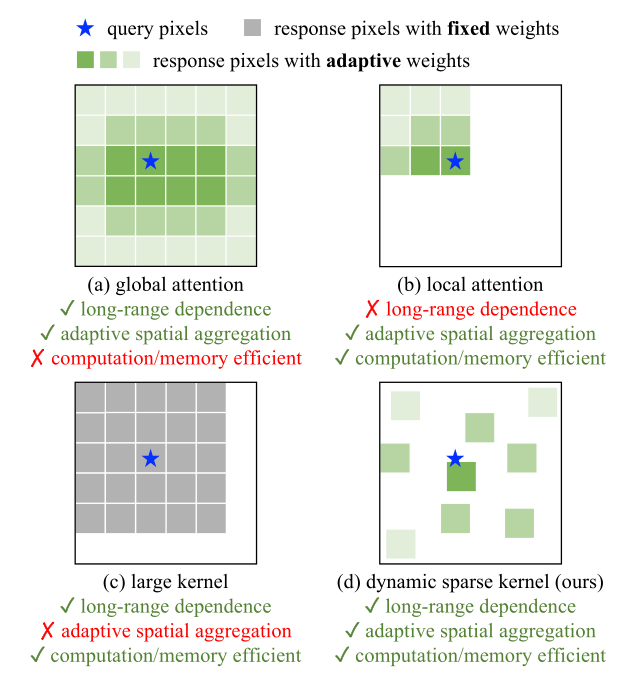 query pixels
response pixels with fixed weights
response pixels with adaptive weights
(a) global attention
✓ long-range dependence
✓ adaptive spatial aggregation
✗ computation/memory efficient
(b) local attention
✗ long-range dependence
✓ adaptive spatial aggregation
✓ computation/memory efficient
(c) large kernel
✓ long-range dependence
✗ adaptive spatial aggregation
✓ computation/memory efficient
(d) dynamic sparse kernel (ours)
✓ long-range dependence
✓ adaptive spatial aggregation
✓ computation/memory efficient